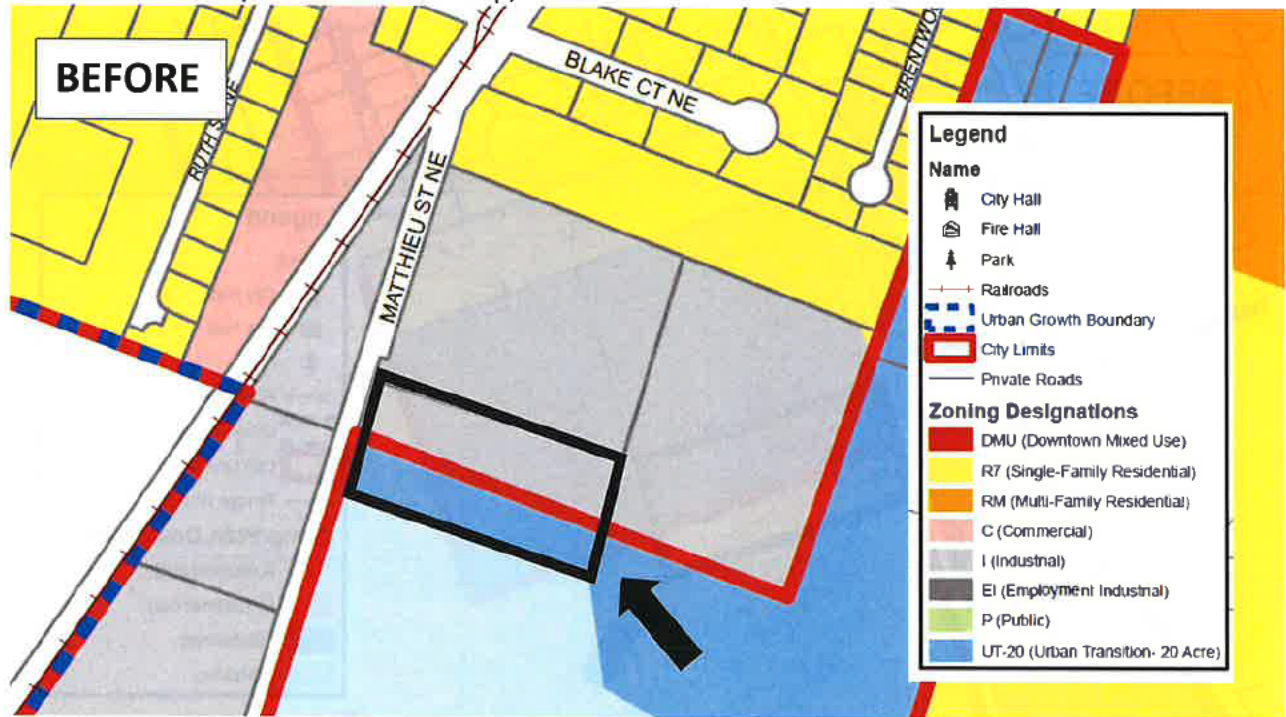 BEFORE
RUTH S NE
BLAKE CT NE
BRENTWO
MATTHIEU ST NE
Legend
Name
City Hall
Fire Hall
Park
Railroads
Urban Growth Boundary
City Limits
Private Roads
Zoning Designations
DMU (Downtown Mixed Use)
R7 (Single-Family Residential)
RM (Multi-Family Residential)
C (Commercial)
I (Industrial)
EI (Employment Industrial)
P (Public)
UT-20 (Urban Transition- 20 Acre)